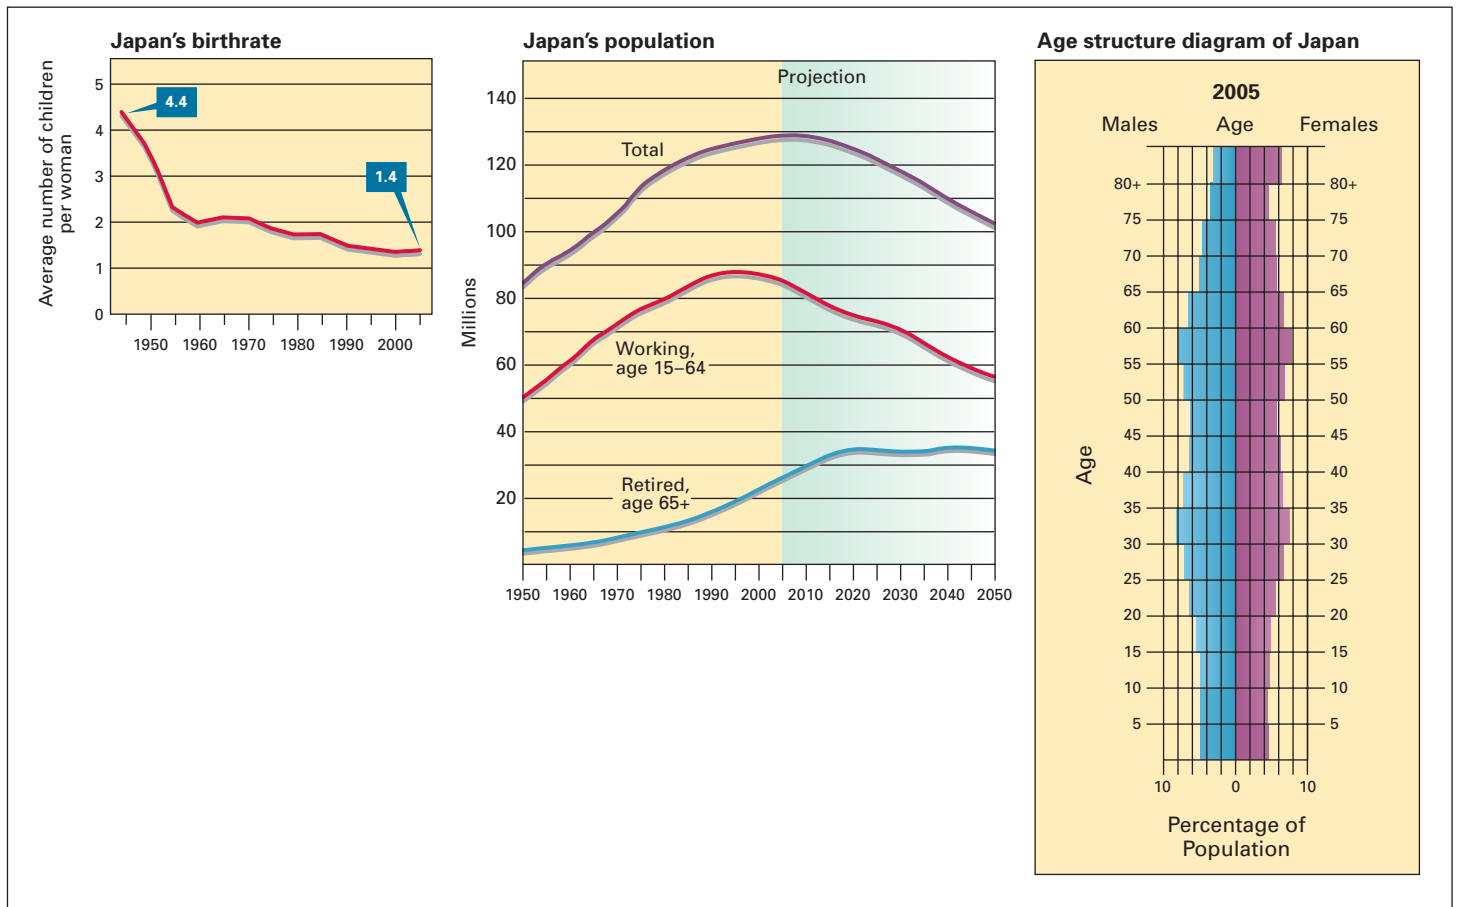 Japan's birthrate
Average number of children
per woman
5
4
3
2
1
0
4.4
1.4
1950 1960 1970 1980 1990 2000
Japan's population
Projection
Millions
140
120
100
80
60
40
20
Total
Working,
age 15–64
Retired,
age 65+
1950 1960 1970 1980 1990 2000 2010 2020 2030 2040 2050
Age structure diagram of Japan
2005
Males Age Females
Age
80+ 80+
75 75
70 70
65 65
60 60
55 55
50 50
45 45
40 40
35 35
30 30
25 25
20 20
15 15
10 10
5 5
10 0 10
Percentage of
Population